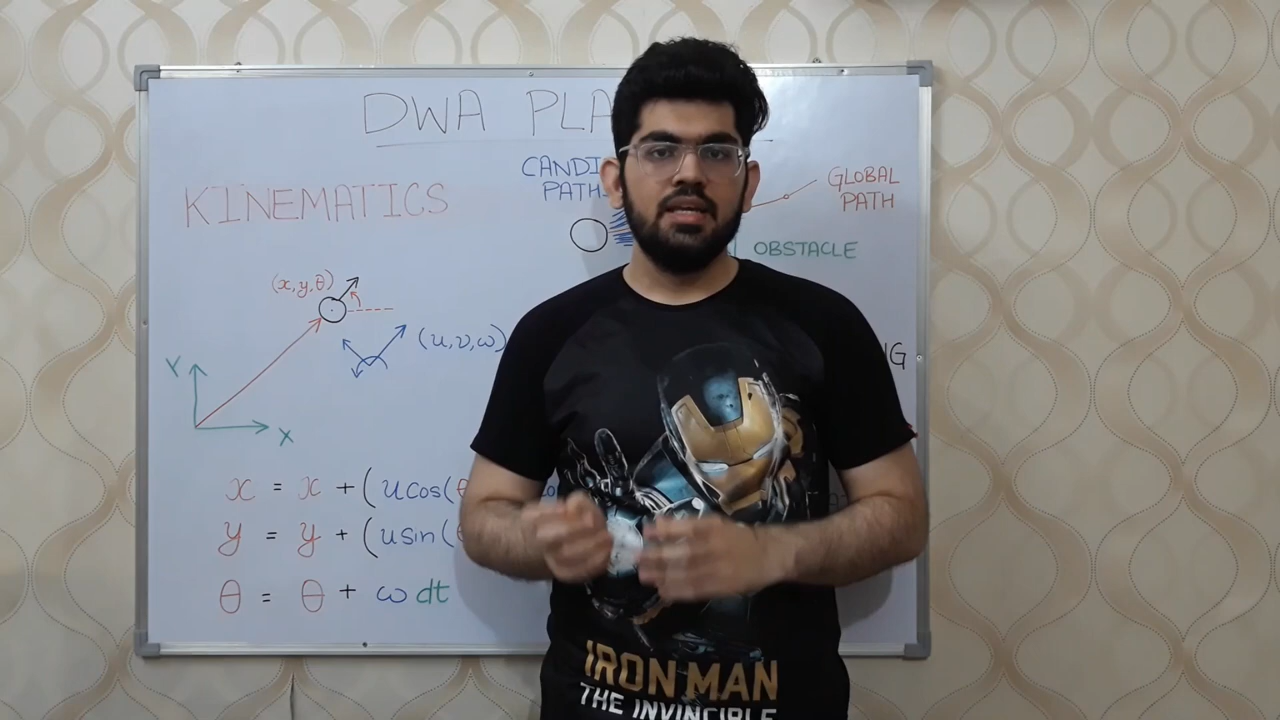 DWA PLA
CANDI
PATH
GLOBAL
PATH
OBSTACLE
KINEMATICS
(x,y,θ)
(u,v,ω)
Y
X
x = x + (ucos(θ
y = y + (usin(
θ = θ + ω dt
NG
IRON MAN
THE INVINCIBLE